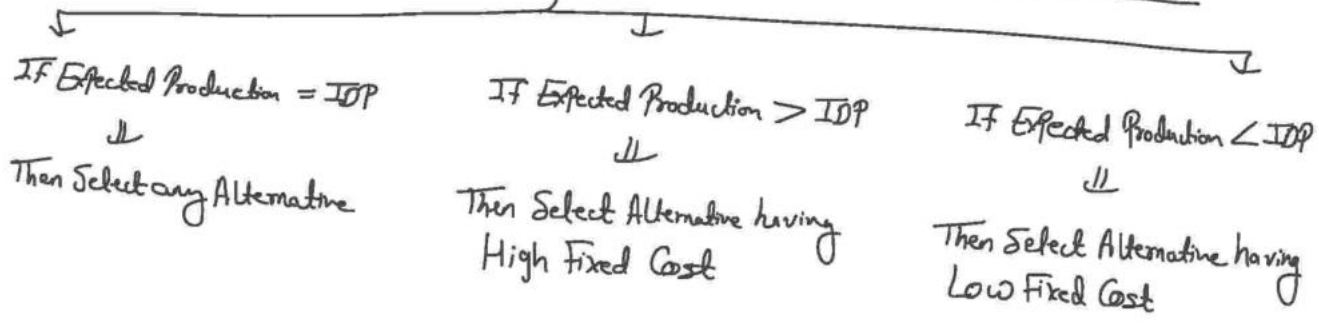 If Expected Production = IDP
⇓
Then Select any Alternative
If Expected Production > IDP
⇓
Then Select Alternative having
High Fixed Cost
If Expected Production < IDP
⇓
Then Select Alternative having
Low Fixed Cost